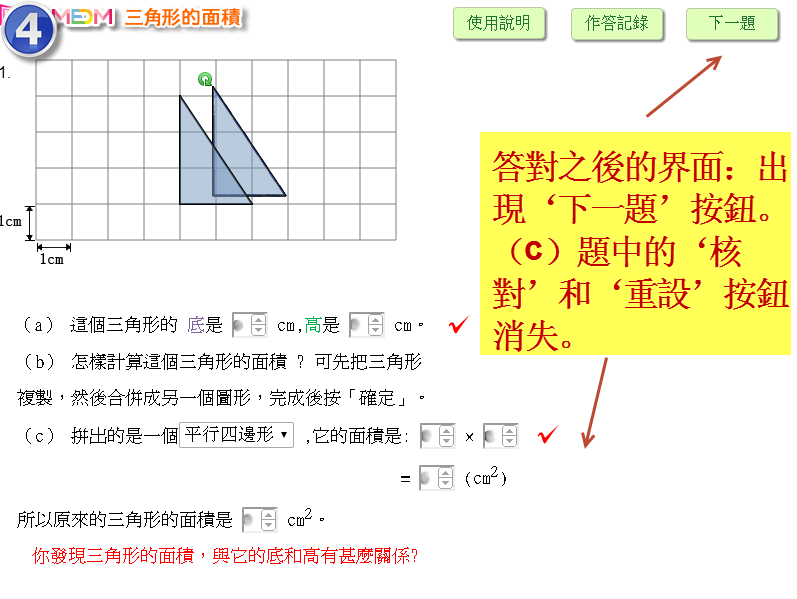 4 MEDM 三角形的面積
使用說明 作答記錄 下一題
1.
1cm
1cm
答對之後的界面：出
現‘下一題’按鈕。
（c）題中的‘核
對’和‘重設’按鈕
消失。
（a） 這個三角形的 底是 cm,高是 cm。
（b） 怎樣計算這個三角形的面積 ? 可先把三角形
複製，然後合併成另一個圖形，完成後按「確定」。
（c） 拼出的是一個 平行四邊形 ,它的面積是: ×
= (cm²)
所以原來的三角形的面積是 cm²。
你發現三角形的面積，與它的底和高有甚麼關係?